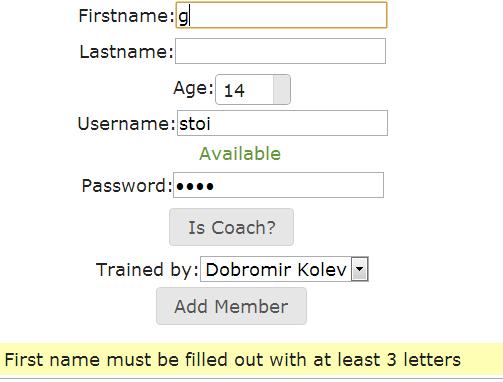 Firstname: g
Lastname:
Age: 14
Username: stoi
Available
Password: ••••
Is Coach?
Trained by: Dobromir Kolev
Add Member
First name must be filled out with at least 3 letters